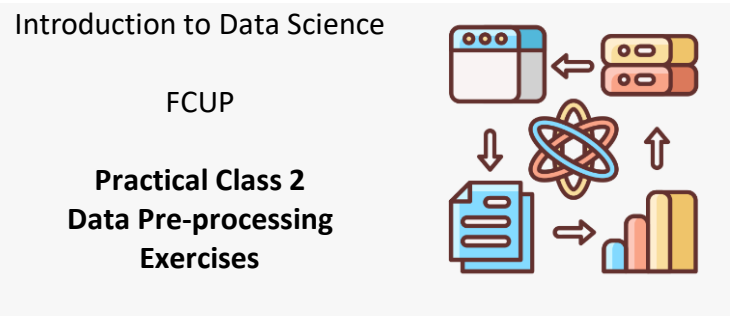 Introduction to Data Science
FCUP
Practical Class 2
Data Pre-processing
Exercises